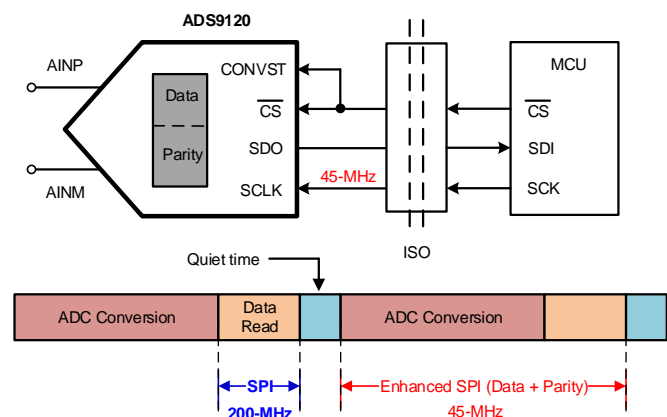 ADS9120
AINP
AINM
Data
Parity
CONVST
CS
SDO
SCLK
45-MHz
ISO
MCU
CS
SDI
SCK
Quiet time
ADC Conversion
Data
Read
ADC Conversion
SPI
200-MHz
Enhanced SPI (Data + Parity)
45-MHz